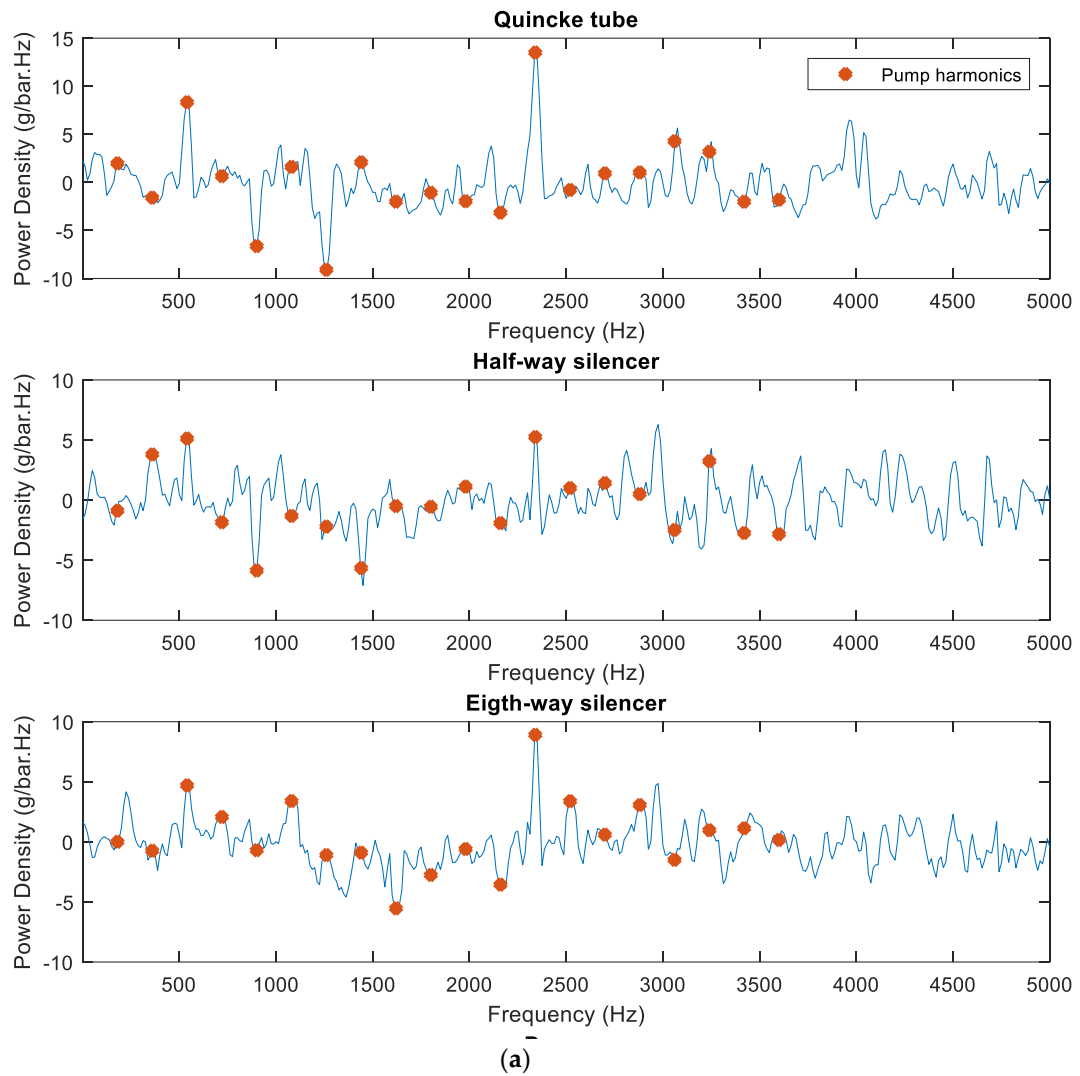 Quincke tube
Power Density (g/bar.Hz)
15
10
5
0
-5
-10
Pump harmonics
500 1000 1500 2000 2500 3000 3500 4000 4500 5000
Frequency (Hz)
Half-way silencer
Power Density (g/bar.Hz)
10
5
0
-5
-10
500 1000 1500 2000 2500 3000 3500 4000 4500 5000
Frequency (Hz)
Eigth-way silencer
Power Density (g/bar.Hz)
10
5
0
-5
-10
500 1000 1500 2000 2500 3000 3500 4000 4500 5000
Frequency (Hz)
(a)